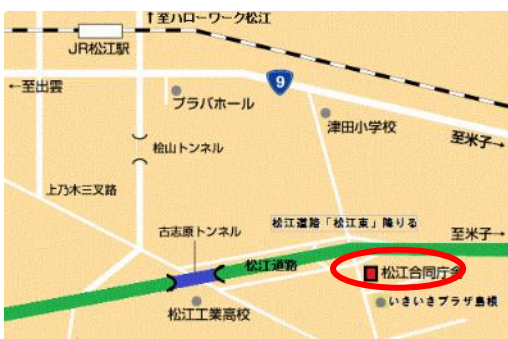 ↑至ハローワーク松江
JR松江駅
←至出雲
9
プラバホール
津田小学校
至米子→
桧山トンネル
上乃木三叉路
松江道路「松江東」降りる
古志原トンネル
至米子→
松江道路
松江合同庁舎
いきいきプラザ島根
松江工業高校